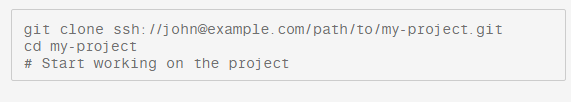 git clone ssh://john@example.com/path/to/my-project.git
cd my-project
# Start working on the project